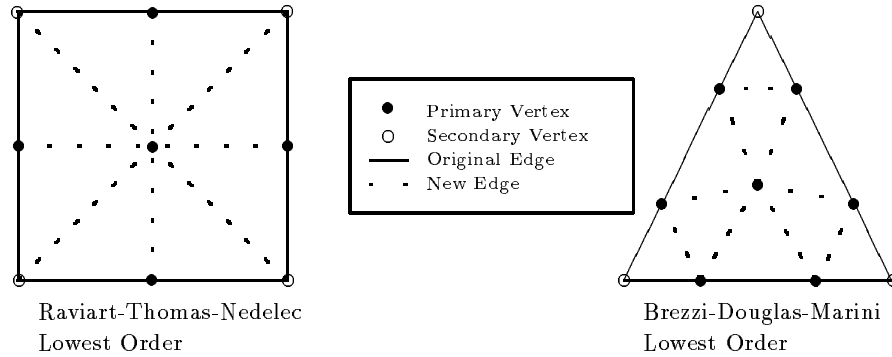 Primary Vertex
Secondary Vertex
Original Edge
New Edge
Raviart-Thomas-Nedelec
Lowest Order
Brezzi-Douglas-Marini
Lowest Order